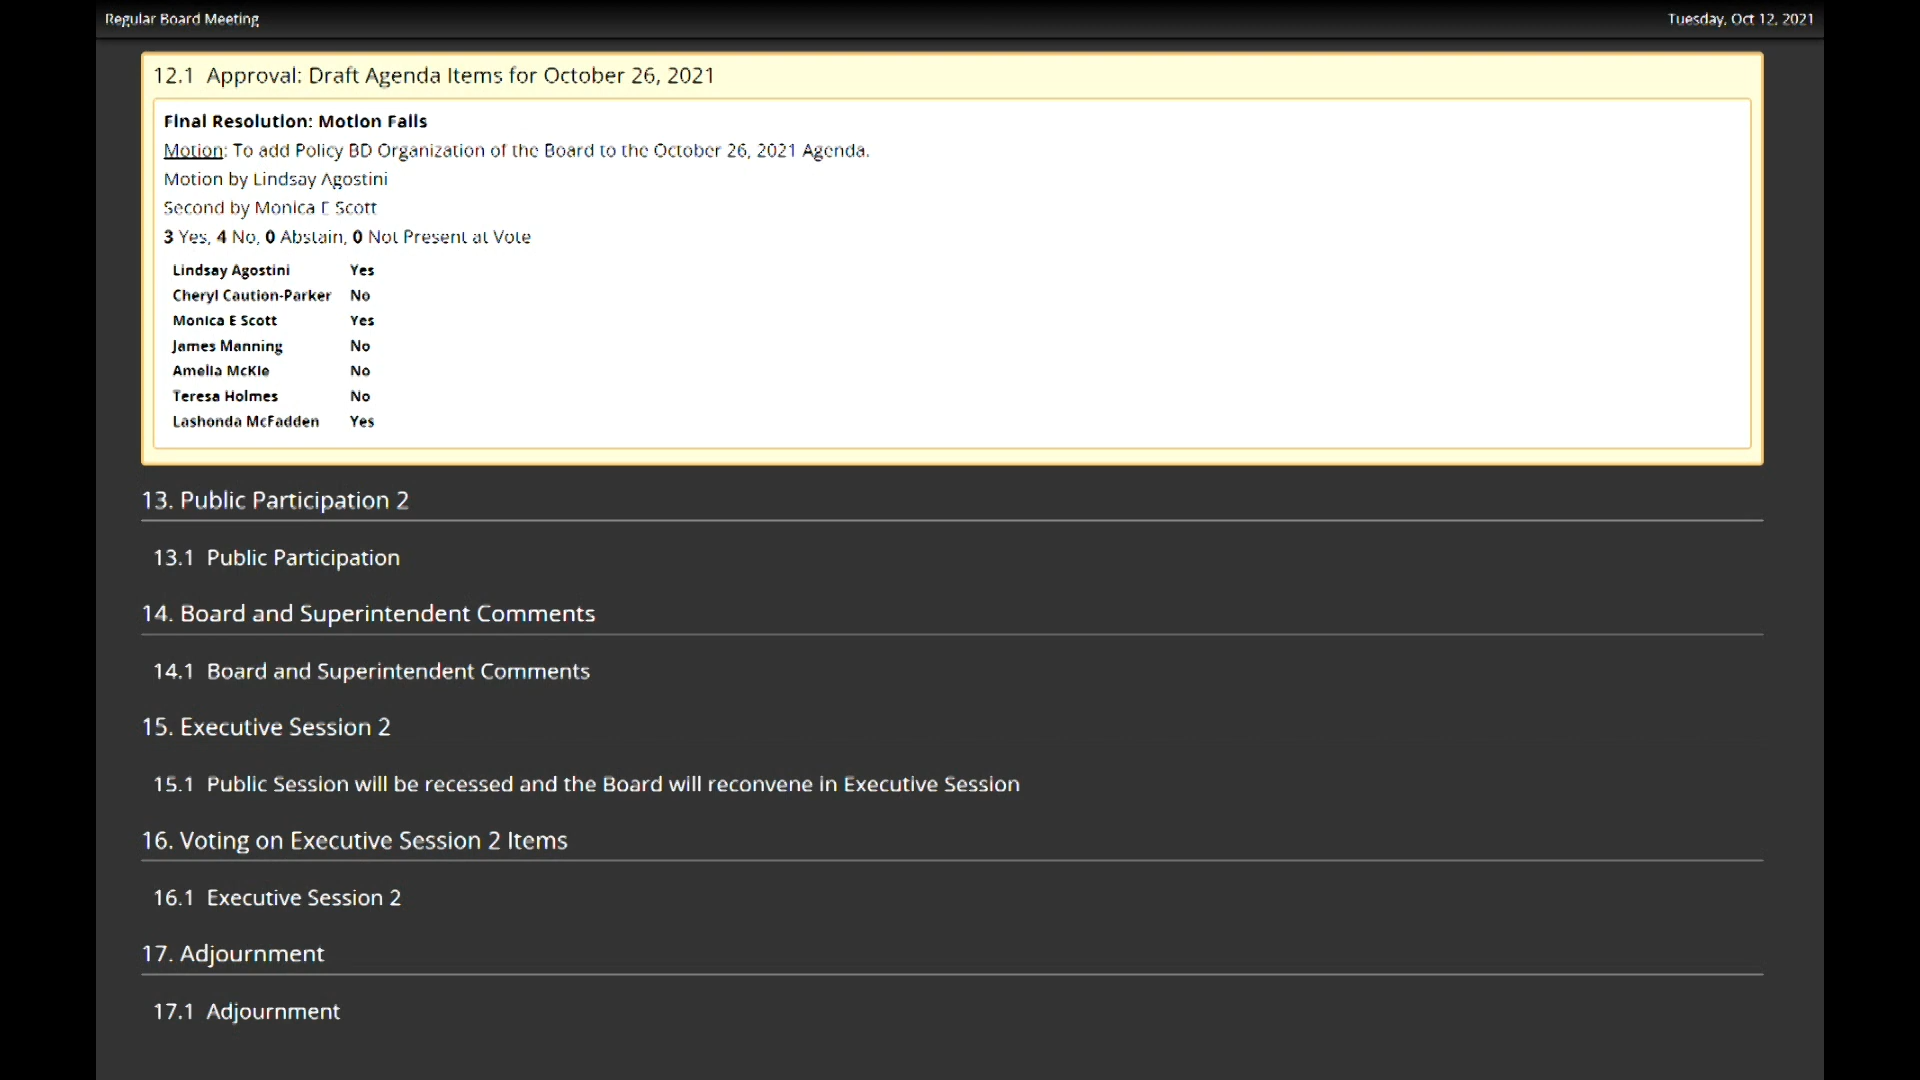 Regular Board Meeting
Tuesday, Oct 12, 2021
12.1 Approval: Draft Agenda Items for October 26, 2021
Final Resolution: Motion Falls
Motion: To add Policy BD Organization of the Board to the October 26, 2021 Agenda.
Motion by Lindsay Agostini
Second by Monica E Scott
3 Yes, 4 No, 0 Abstain, 0 Not Present at Vote
Lindsay Agostini Yes
Cheryl Caution-Parker No
Monica E Scott Yes
James Manning No
Amelia McKie No
Teresa Holmes No
Lashonda McFadden Yes
13. Public Participation 2
13.1 Public Participation
14. Board and Superintendent Comments
14.1 Board and Superintendent Comments
15. Executive Session 2
15.1 Public Session will be recessed and the Board will reconvene in Executive Session
16. Voting on Executive Session 2 Items
16.1 Executive Session 2
17. Adjournment
17.1 Adjournment